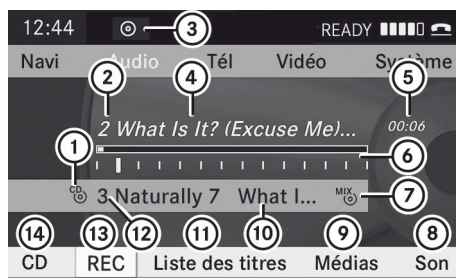 12:44 3 READY
Navi Audio Tél Vidéo Système
2 4 5
2 What Is It? (Excuse Me)... 00:06
1 6
CD 3 Naturally 7 What I... MIX 7
14 13 12 11 10 9 8
CD REC Liste des titres Médias Son